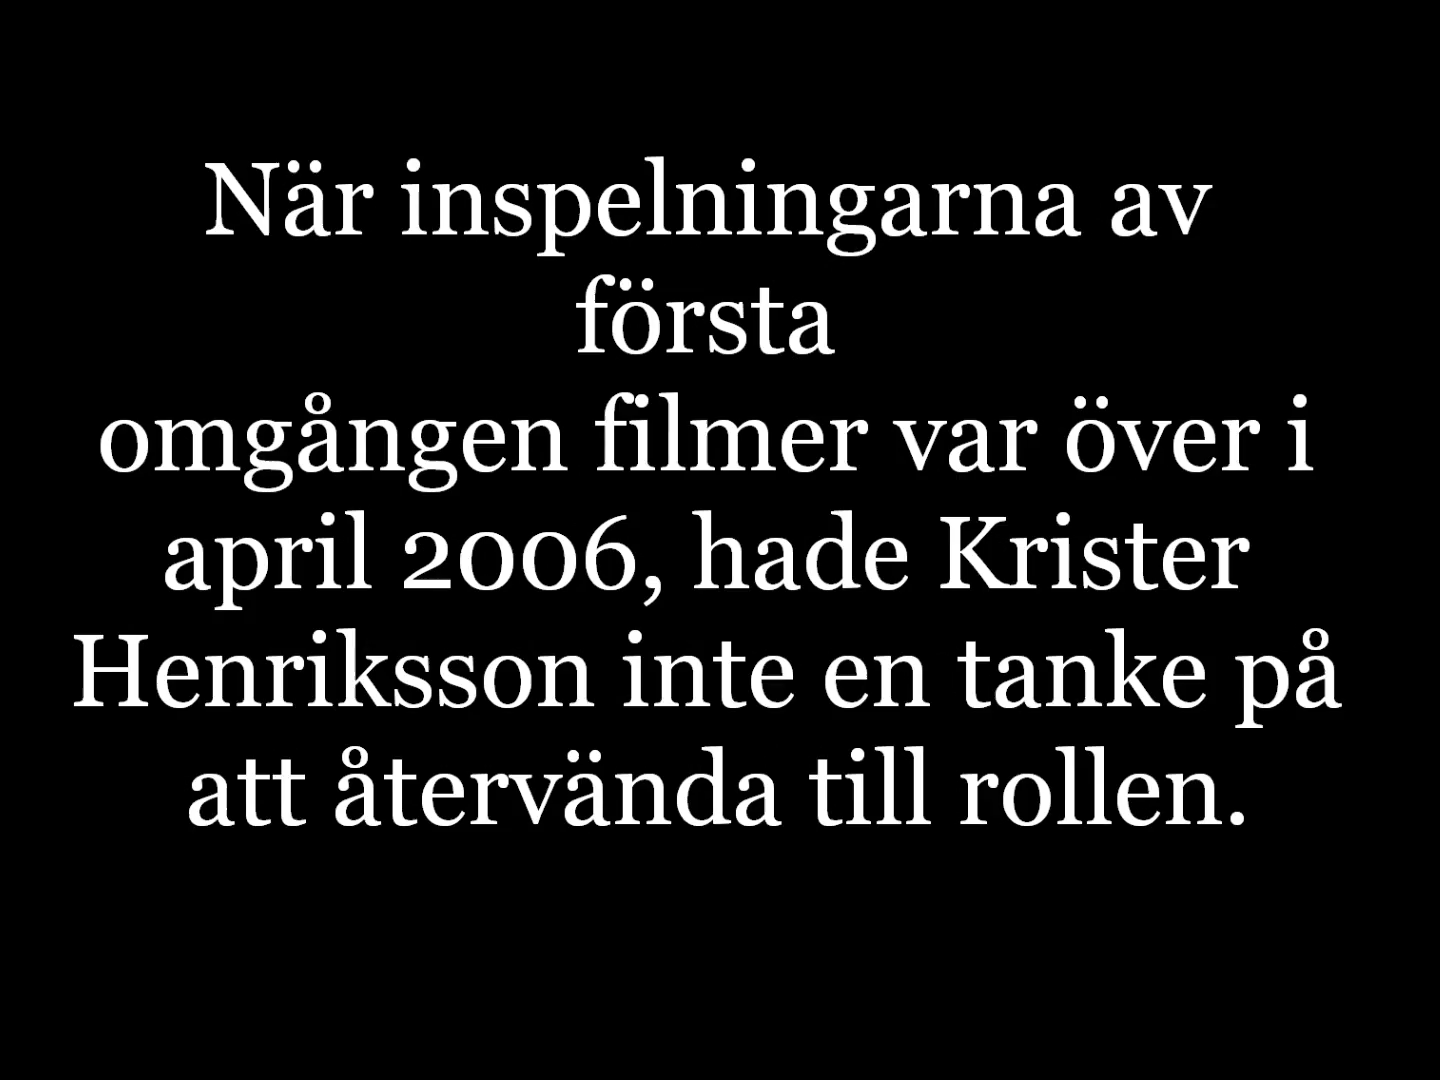 När inspelningarna av
första
omgången filmer var över i
april 2006, hade Krister
Henriksson inte en tanke på
att återvända till rollen.